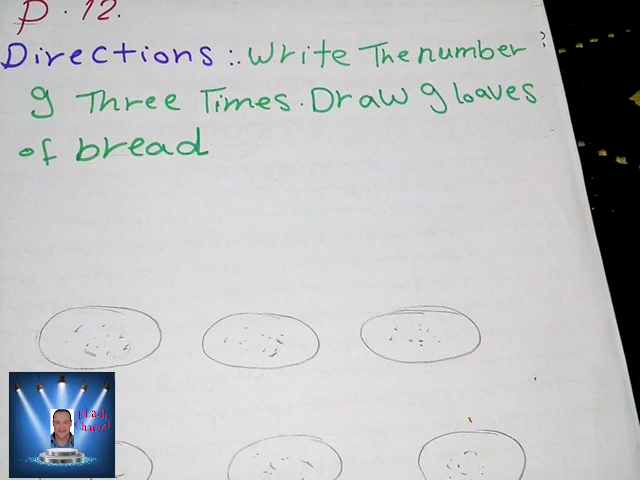 P. 12.
Directions: Write The number
9 Three Times. Draw 9 loaves
of bread